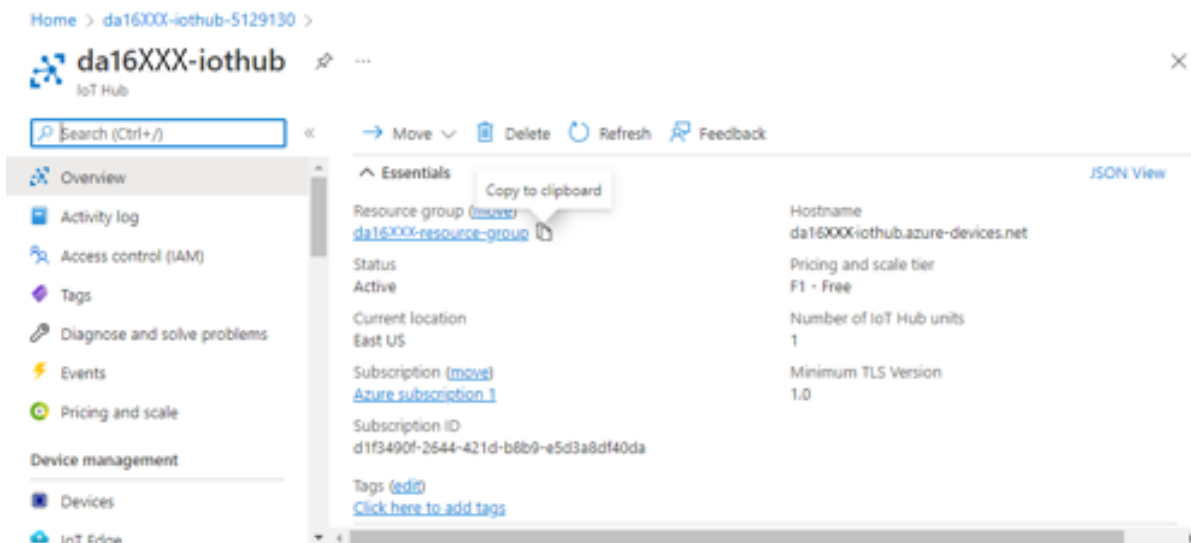 Home > da16XXX-iothub-5129130 >
da16XXX-iothub
IoT Hub
Search (Ctrl+/)
«
Move
Delete
Refresh
Feedback
Overview
Activity log
Access control (IAM)
Tags
Diagnose and solve problems
Events
Pricing and scale
Device management
Devices
IoT Edge
Essentials
JSON View
Copy to clipboard
Resource group (move)
da16XXX-resource-group
Status
Active
Current location
East US
Subscription (move)
Azure subscription 1
Subscription ID
d1f3490f-2644-421d-b8b9-e5d3a8df40da
Tags (edit)
Click here to add tags
Hostname
da16XXX-iothub.azure-devices.net
Pricing and scale tier
F1 - Free
Number of IoT Hub units
1
Minimum TLS Version
1.0